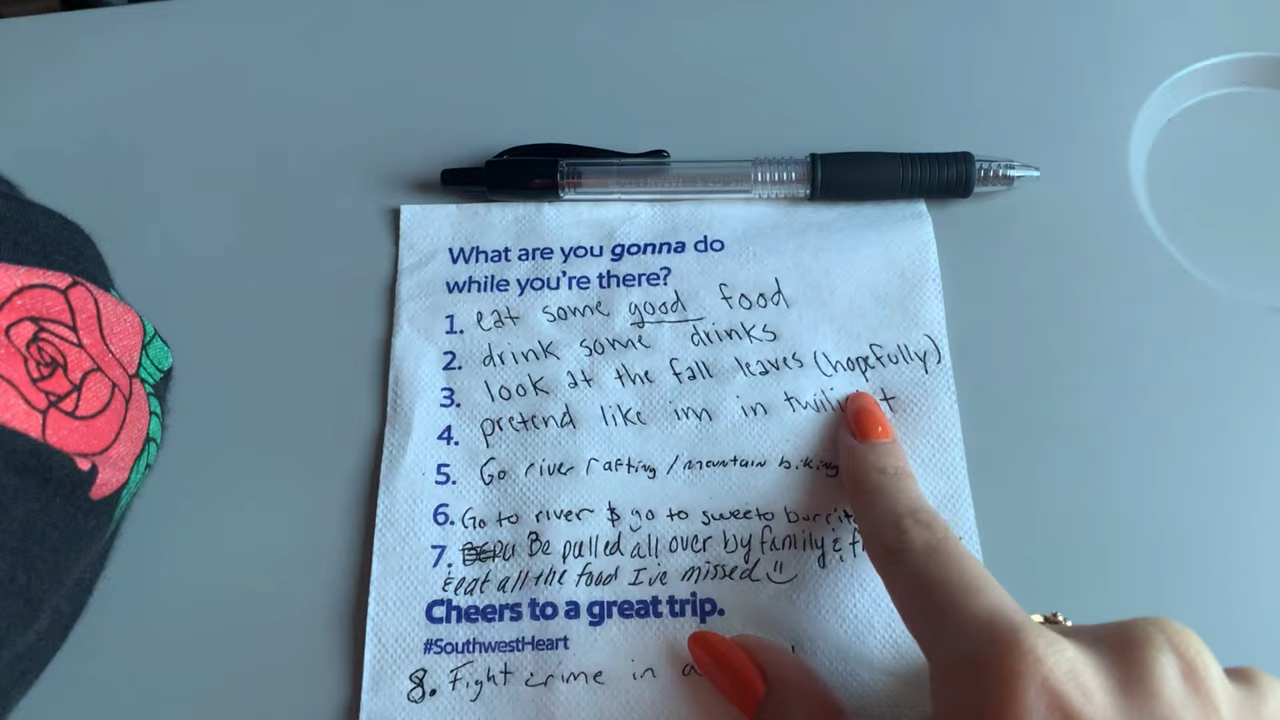 What are you gonna do
while you're there?
1. eat some good food
2. drink some drinks
3. look at the fall leaves (hopefully)
4. pretend like im in
5. Go river rafting / mountain biking
6. Go to river $ go to sweeto
7. Be pulled all over by family &
& eat all the food I've missed
Cheers to a great trip.
#SouthwestHeart
8. Fight crime in a